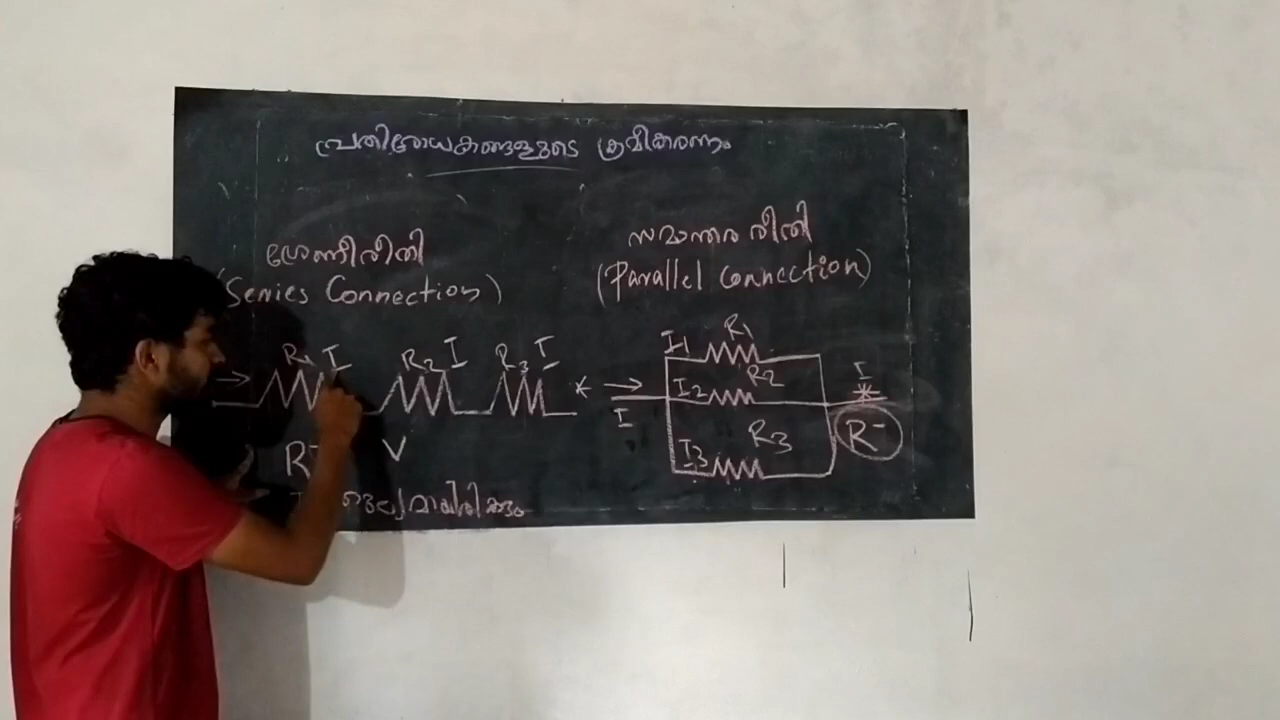 പ്രതിരോധകങ്ങളുടെ ക്രമീകരണം
ശ്രേണീരീതി
(Series Connection)
R1 I R2 I R3 I
R- V
തുല്യമായിരിക്കും
സമാന്തര രീതി
(Parallel Connection)
I1 R1
I2 R2 I
I
I3 R3 R-